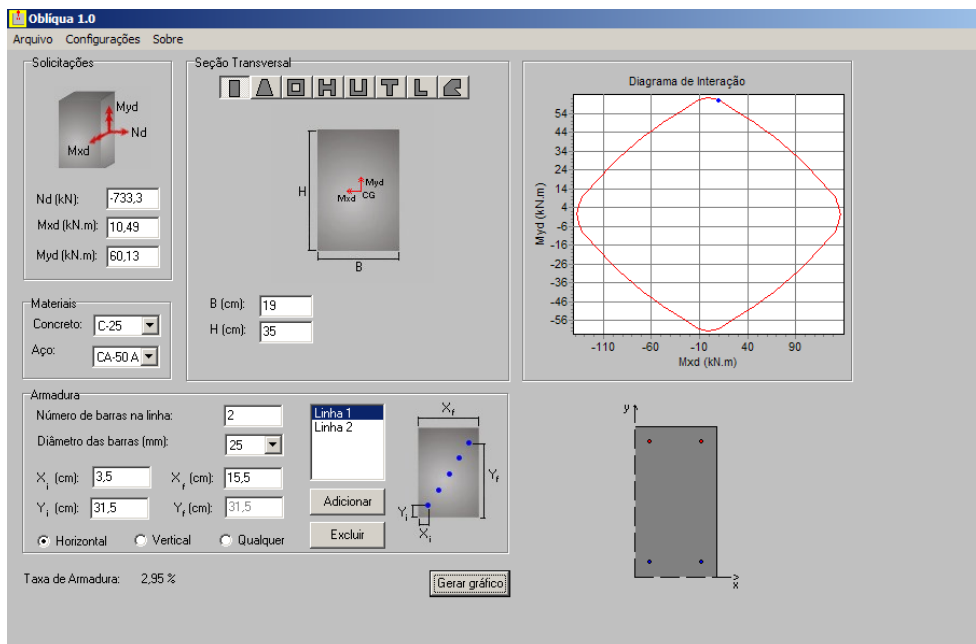 Oblíqua 1.0
Arquivo Configurações Sobre
Solicitações
Myd
Nd
Mxd
Nd (kN): -733,3
Mxd (kN.m): 10,49
Myd (kN.m): 60,13
Materiais
Concreto: C-25
Aço: CA-50 A
Seção Transversal
H
Myd
Mxd CG
B
B (cm): 19
H (cm): 35
Diagrama de Interação
Myd (kN.m)
54
44
34
24
14
4
-6
-16
-26
-36
-46
-56
-110 -60 -10 40 90
Mxd (kN.m)
Armadura
Número de barras na linha: 2
Diâmetro das barras (mm): 25
Xi (cm): 3,5 Xf (cm): 15,5
Yi (cm): 31,5 Yf (cm): 31,5
Horizontal Vertical Qualquer
Linha 1
Linha 2
Adicionar
Excluir
Xf
Yf
Yi
Xi
Taxa de Armadura: 2,95 %
Gerar gráfico
y
x